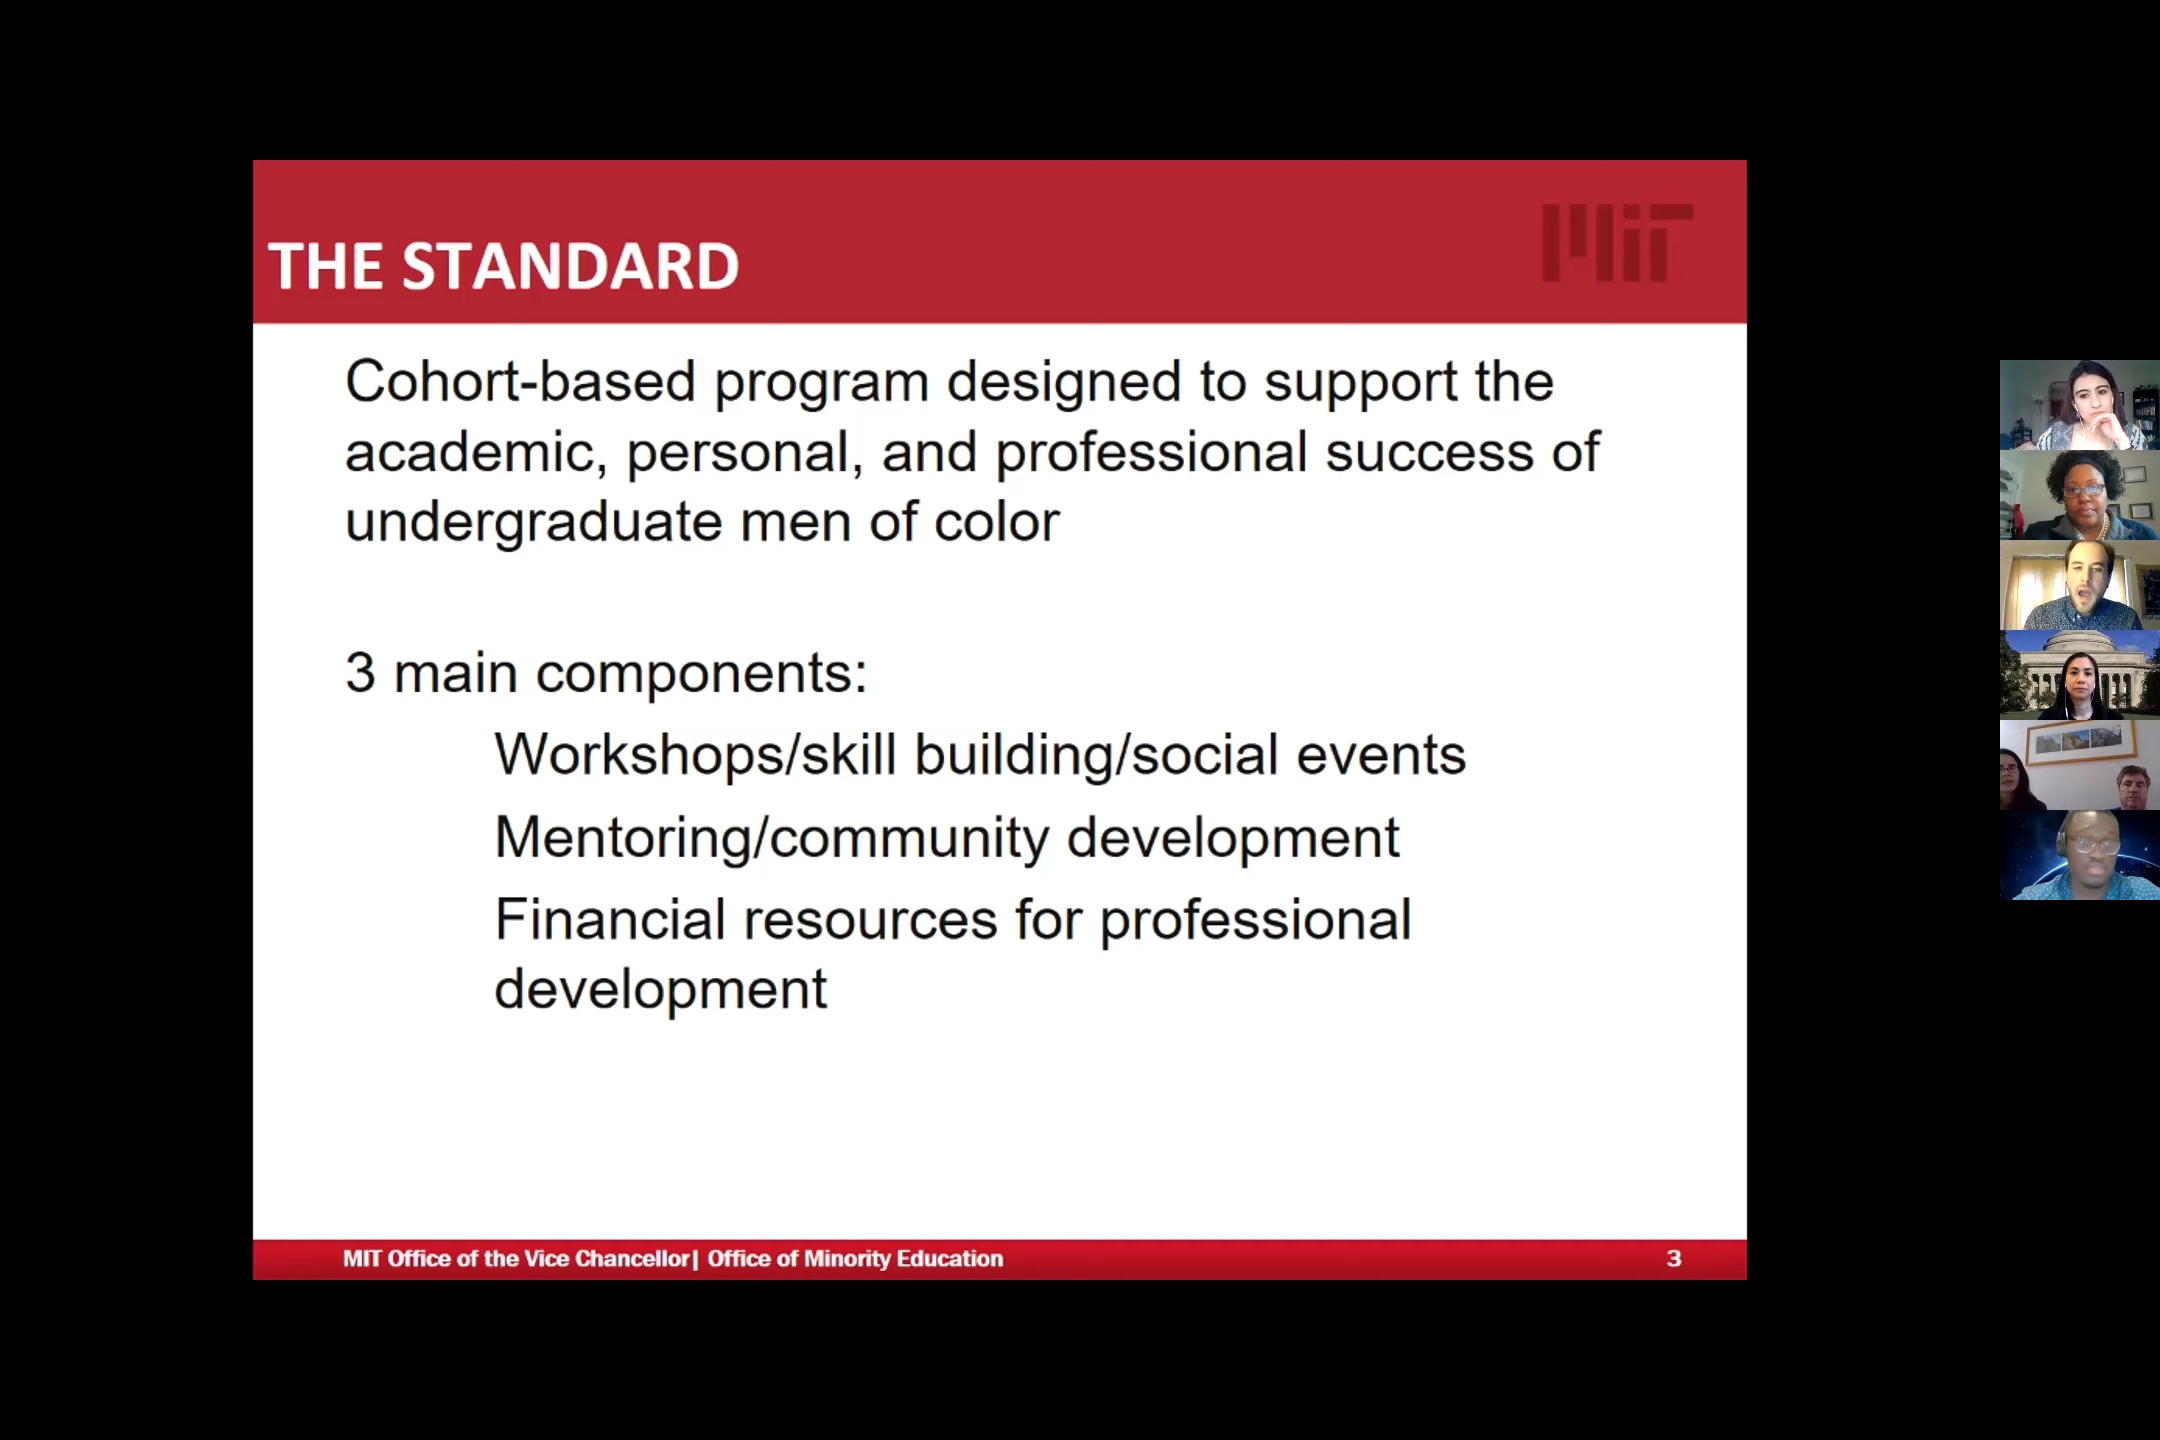 THE STANDARD
MIT
Cohort-based program designed to support the
academic, personal, and professional success of
undergraduate men of color
3 main components:
Workshops/skill building/social events
Mentoring/community development
Financial resources for professional
development
MIT Office of the Vice Chancellor| Office of Minority Education
3